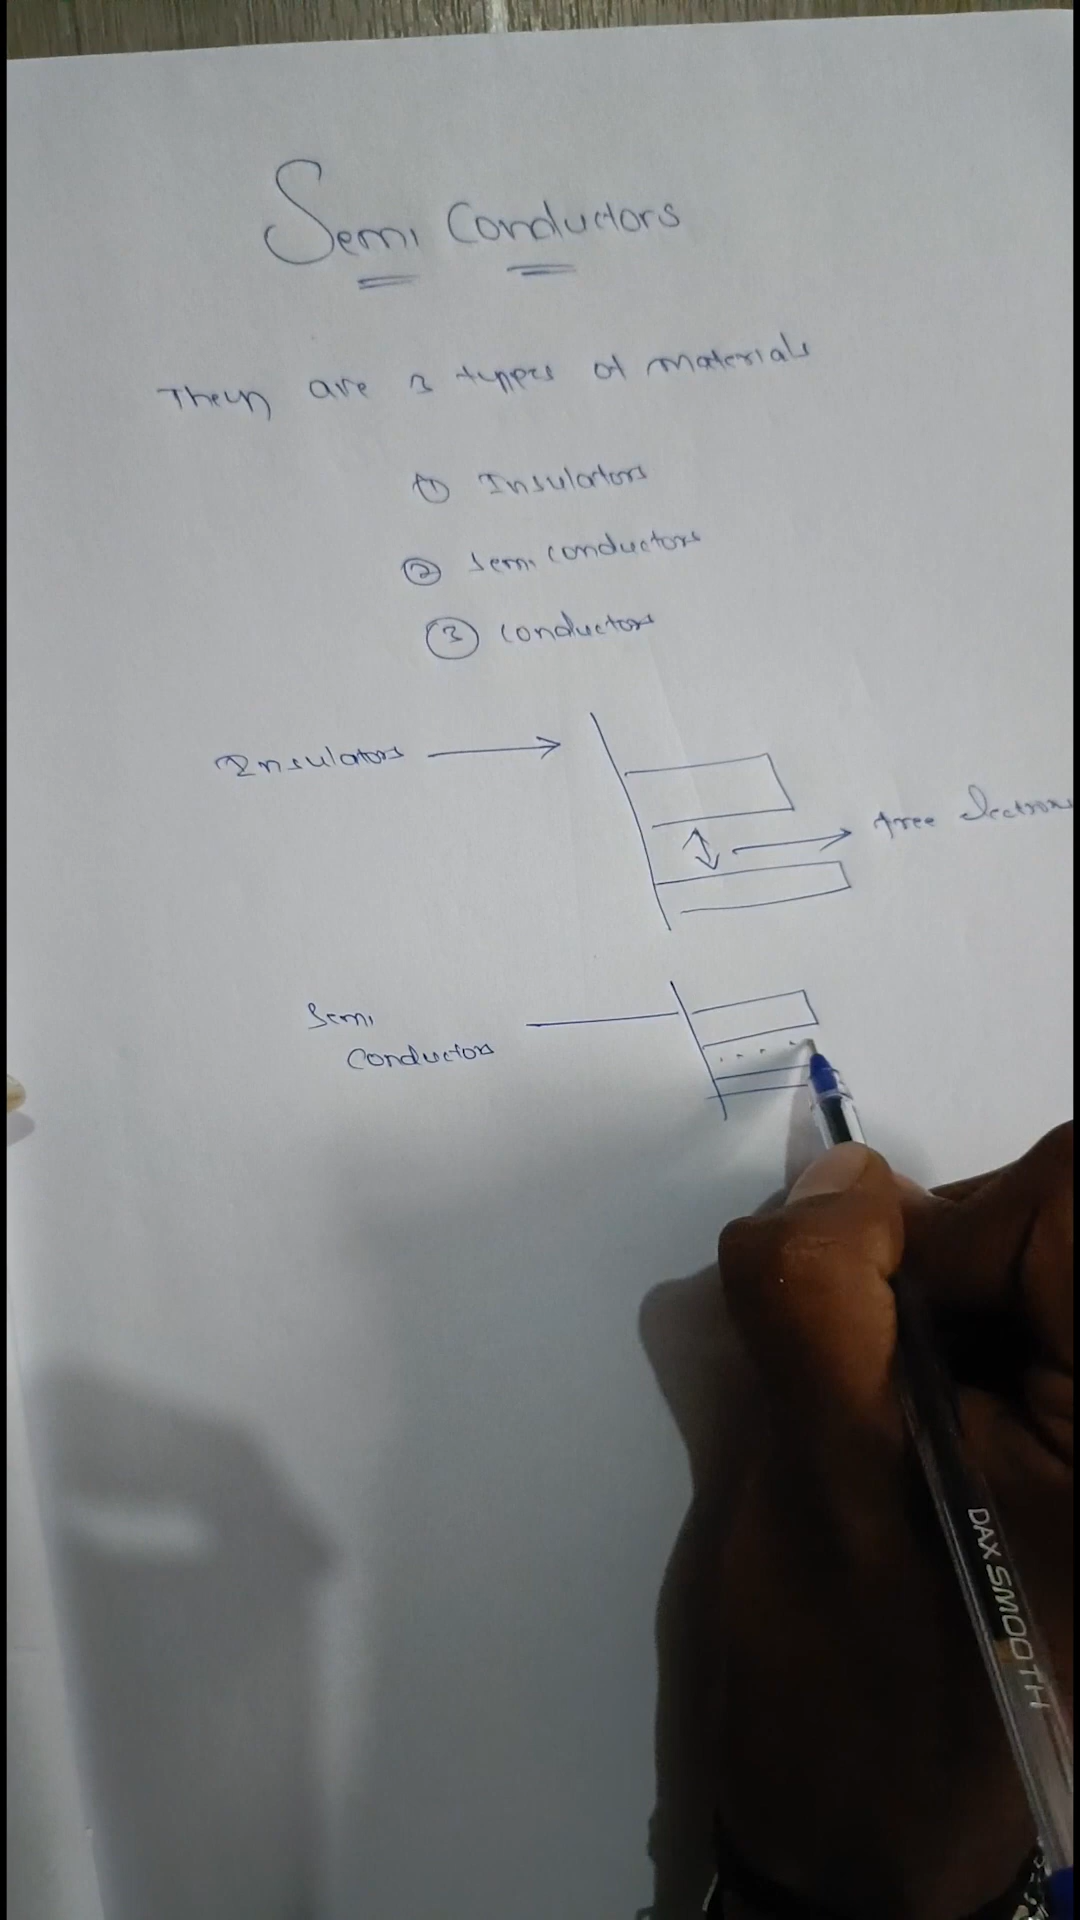 Semi Conductors
Then are 3 types of materials
① Insulators
② Semi conductors
③ conductors
Insulators
free electrons
Semi
Conductors
DAX SMOOTH